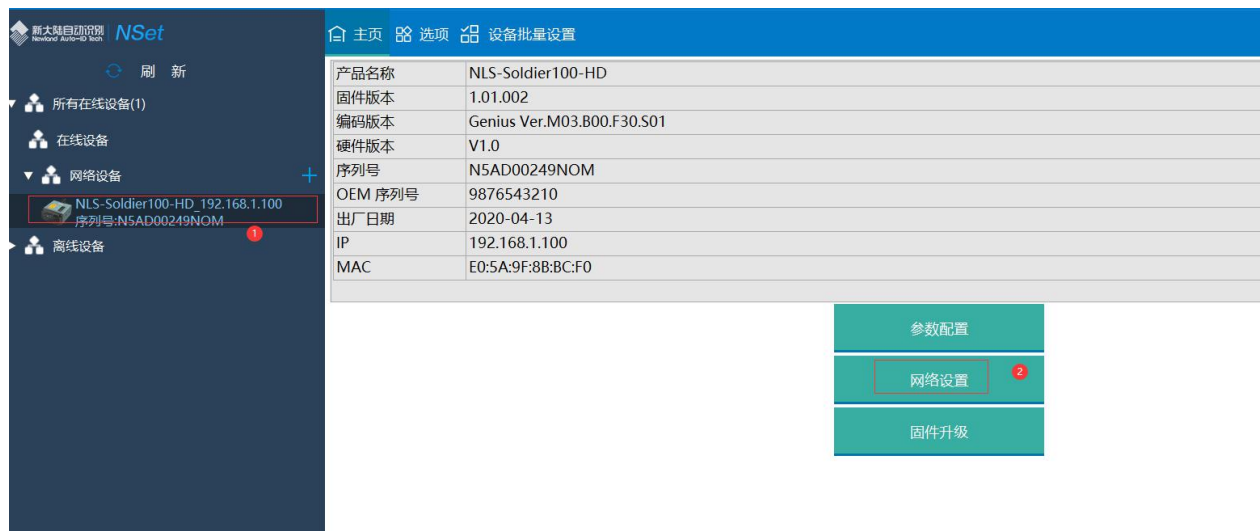 新大陆自动识别 NSet
Newland Auto-ID Tech
主页 选项 设备批量设置
刷 新
所有在线设备(1)
在线设备
网络设备
NLS-Soldier100-HD_192.168.1.100
序列号:N5AD00249NOM
1
离线设备
产品名称 NLS-Soldier100-HD
固件版本 1.01.002
编码版本 Genius Ver.M03.B00.F30.S01
硬件版本 V1.0
序列号 N5AD00249NOM
OEM 序列号 9876543210
出厂日期 2020-04-13
IP 192.168.1.100
MAC E0:5A:9F:8B:BC:F0
参数配置
网络设置 2
固件升级